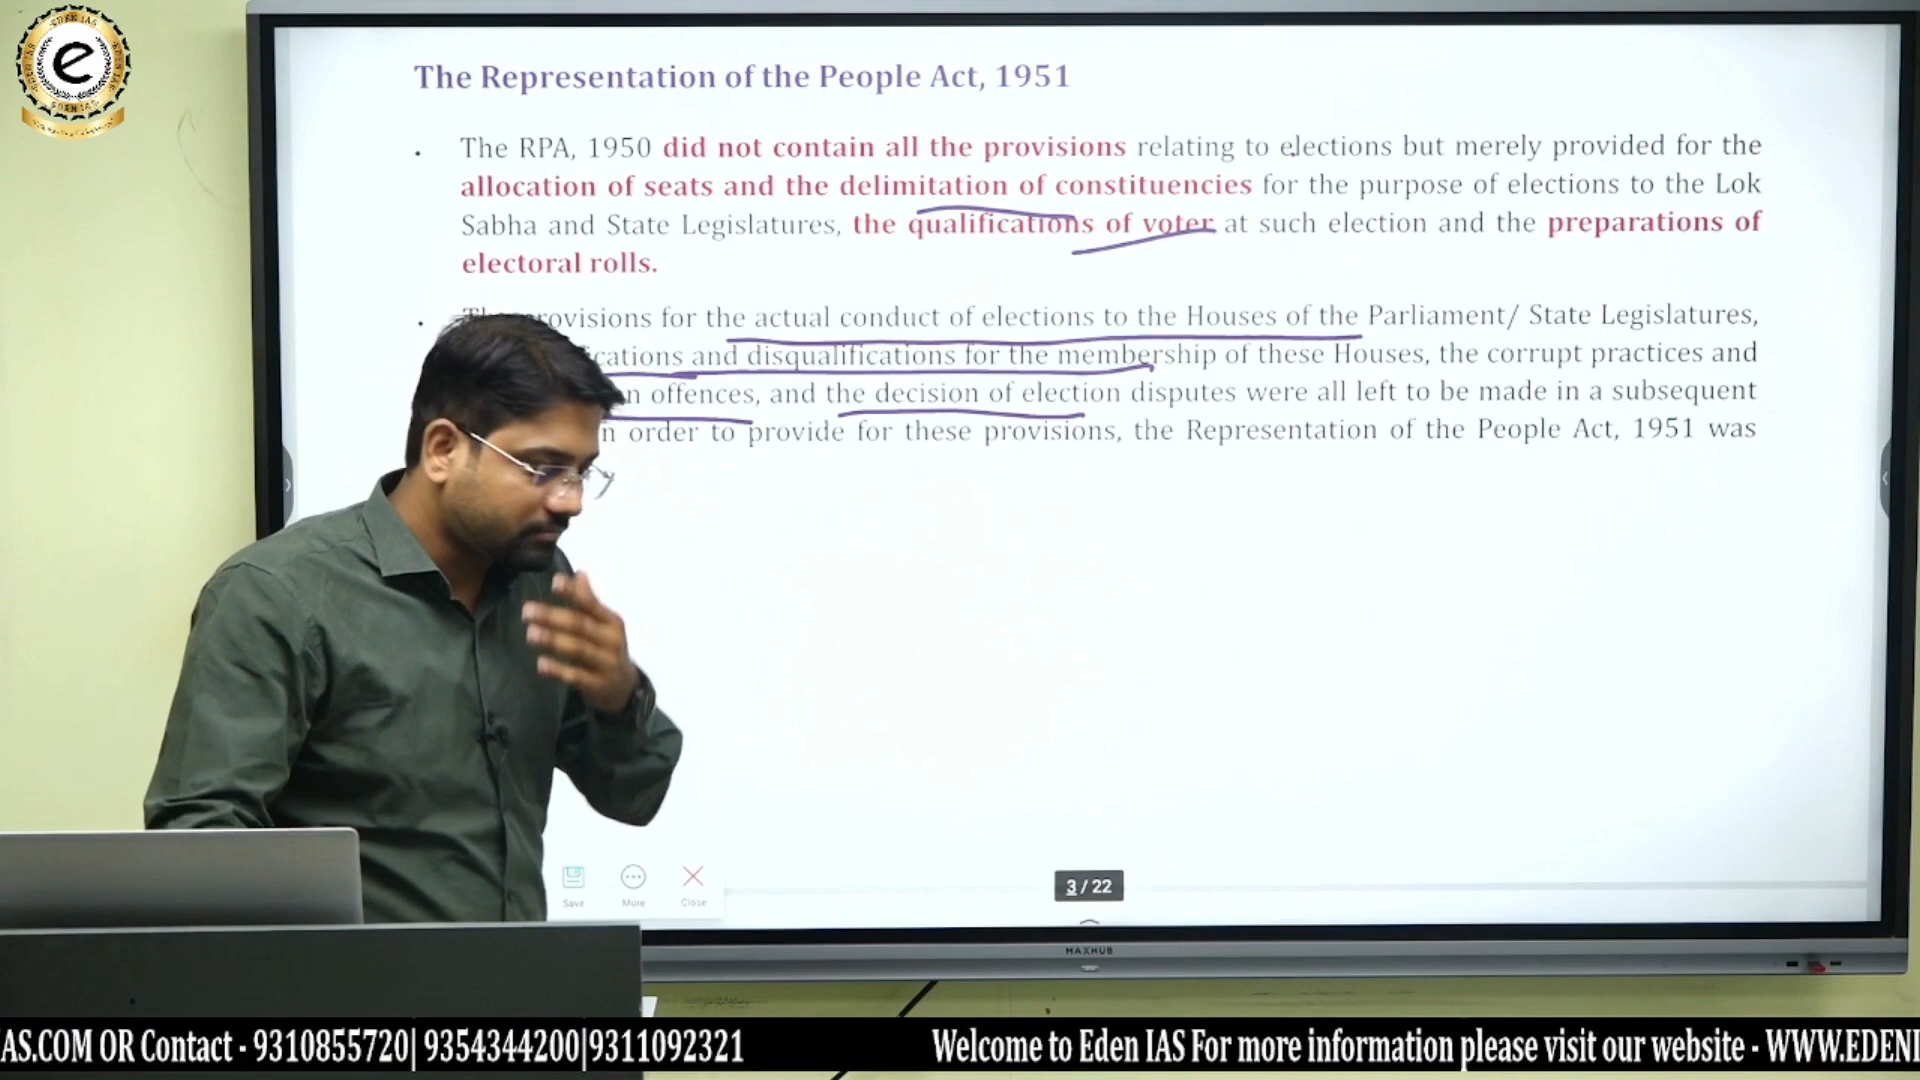 The Representation of the People Act, 1951
. The RPA, 1950 did not contain all the provisions relating to elections but merely provided for the
allocation of seats and the delimitation of constituencies for the purpose of elections to the Lok
Sabha and State Legislatures, the qualifications of voter at such election and the preparations of
electoral rolls.
. provisions for the actual conduct of elections to the Houses of the Parliament/ State Legislatures,
cations and disqualifications for the membership of these Houses, the corrupt practices and
n offences, and the decision of election disputes were all left to be made in a subsequent
n order to provide for these provisions, the Representation of the People Act, 1951 was
Save More Close
3 / 22
MAXHUB
e
EDEN IAS
IAS.COM OR Contact - 9310855720| 9354344200|9311092321 Welcome to Eden IAS For more information please visit our website - WWW.EDENI